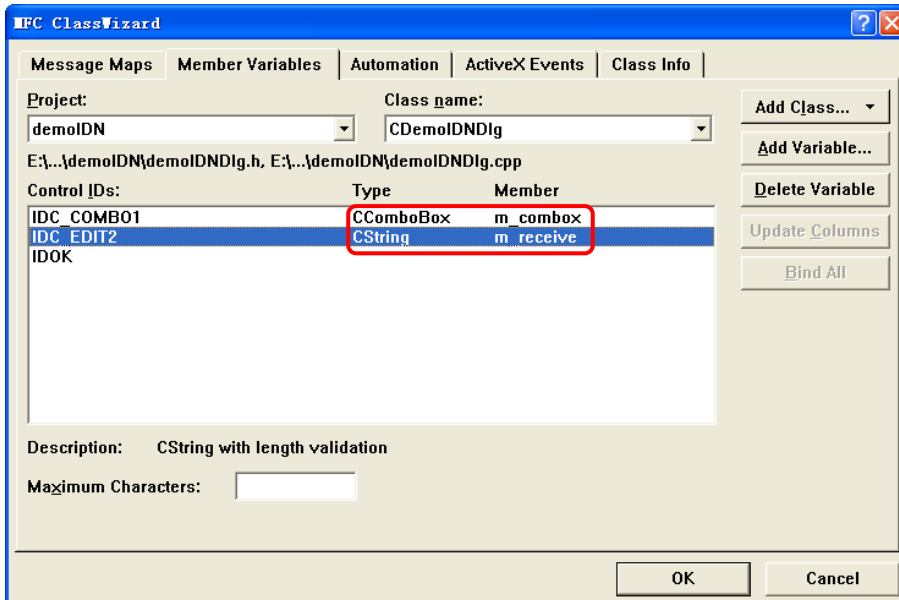 MFC ClassWizard
Message Maps Member Variables Automation ActiveX Events Class Info
Project: Class name:
demoIDN CDemoIDNDlg
Add Class...
E:\...\demoIDN\demoIDNDlg.h, E:\...\demoIDN\demoIDNDlg.cpp
Add Variable...
Control IDs: Type Member
Delete Variable
IDC_COMBO1 CComboBox m_combox
IDC_EDIT2 CString m_receive
Update Columns
IDOK
Bind All
Description: CString with length validation
Maximum Characters:
OK Cancel